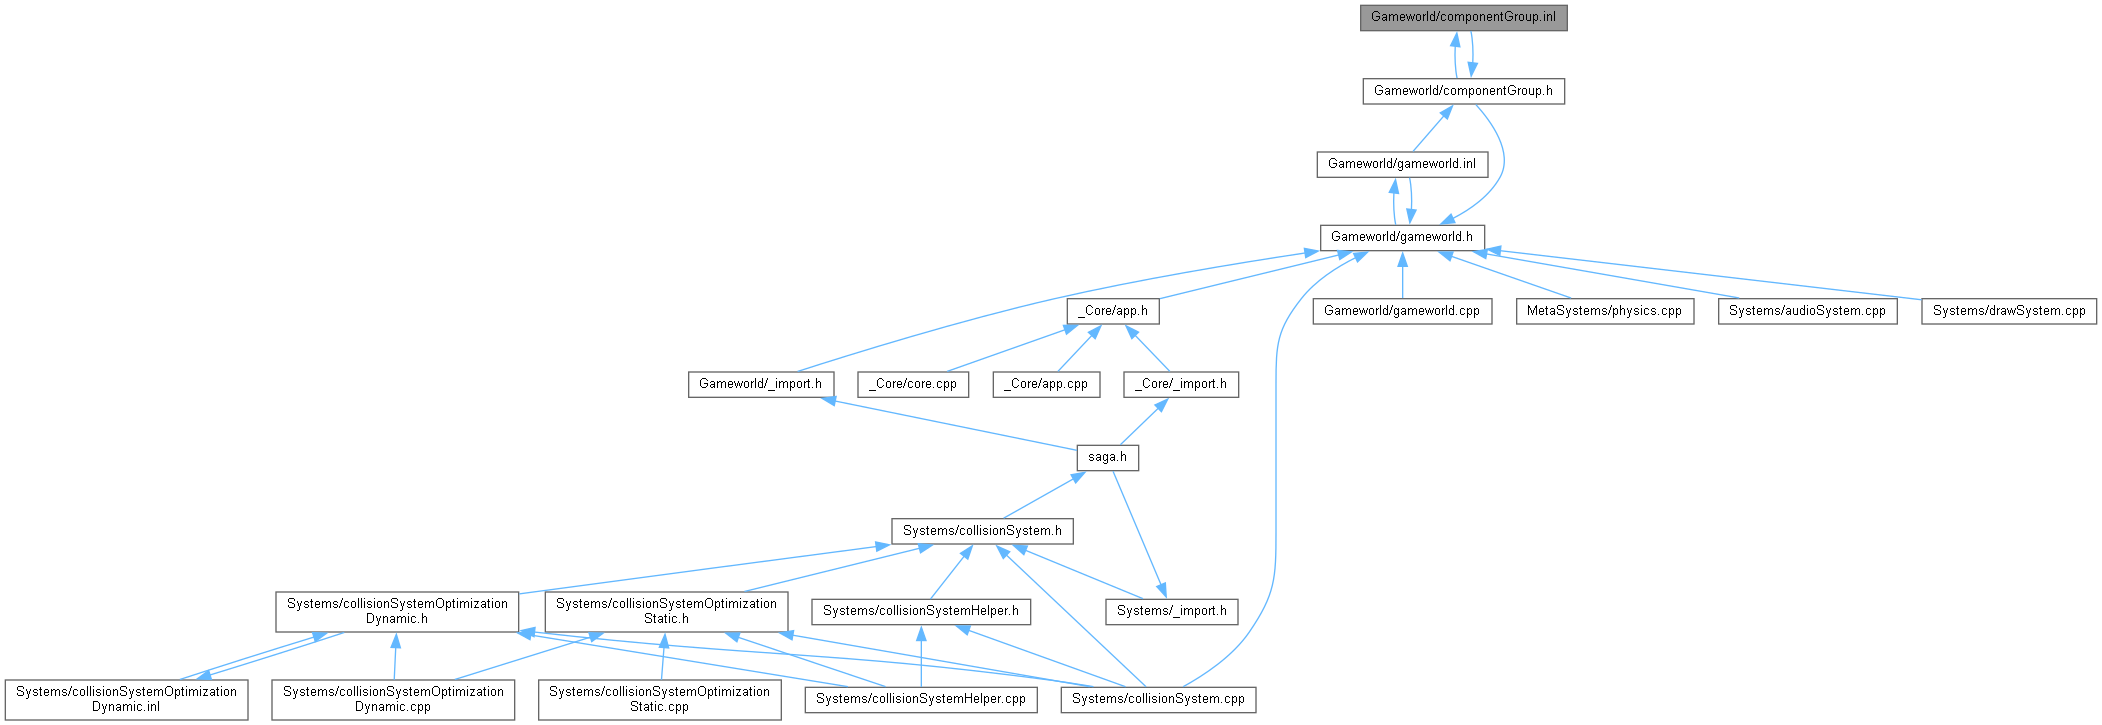 Gameworld/componentGroup.inl
Gameworld/componentGroup.h
Gameworld/gameworld.inl
Gameworld/gameworld.h
_Core/app.h
Gameworld/gameworld.cpp
MetaSystems/physics.cpp
Systems/audioSystem.cpp
Systems/drawSystem.cpp
Gameworld/_import.h
_Core/core.cpp
_Core/app.cpp
_Core/_import.h
saga.h
Systems/collisionSystem.h
Systems/collisionSystemOptimization
Dynamic.h
Systems/collisionSystemOptimization
Static.h
Systems/collisionSystemHelper.h
Systems/_import.h
Systems/collisionSystemOptimization
Dynamic.inl
Systems/collisionSystemOptimization
Dynamic.cpp
Systems/collisionSystemOptimization
Static.cpp
Systems/collisionSystemHelper.cpp
Systems/collisionSystem.cpp